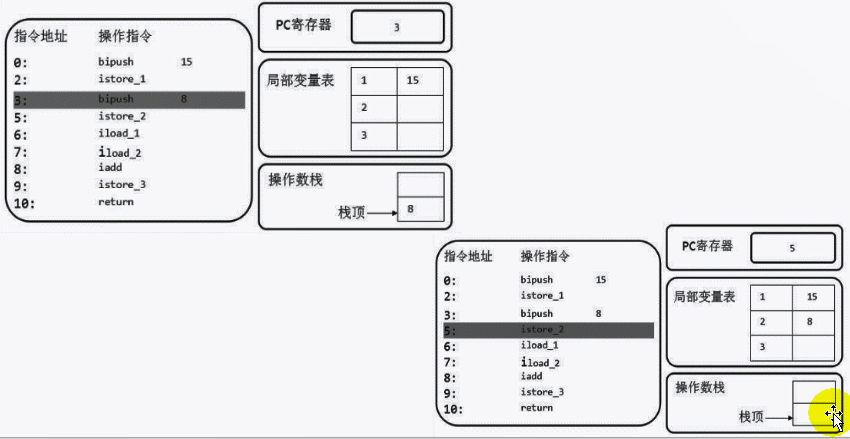 指令地址 操作指令
0: bipush 15
2: istore_1
3: bipush 8
5: istore_2
6: iload_1
7: iload_2
8: iadd
9: istore_3
10: return
PC寄存器 3
局部变量表
1 15
2
3
操作数栈
栈顶 8
指令地址 操作指令
0: bipush 15
2: istore_1
3: bipush 8
5: istore_2
6: iload_1
7: iload_2
8: iadd
9: istore_3
10: return
PC寄存器 5
局部变量表
1 15
2 8
3
操作数栈
栈顶